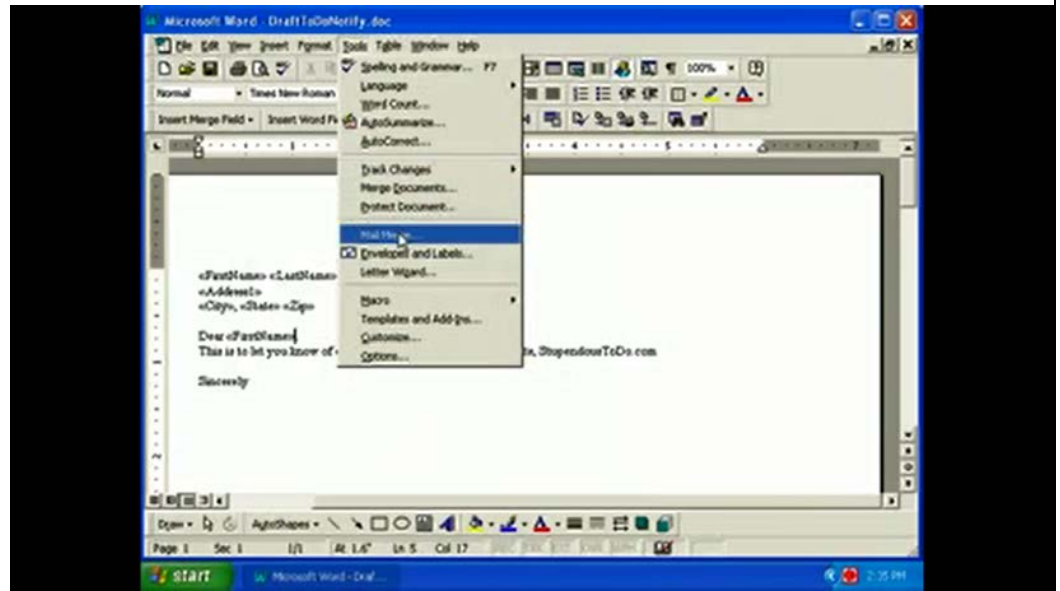 Microsoft Word - DraftToDoNotify.doc
File Edit View Insert Format Tools Table Window Help
Spelling and Grammar... F7
100%
Language
Normal Times New Roman
Word Count...
Insert Merge Field Insert Word
AutoSummarize...
AutoCorrect...
Track Changes
Merge Documents...
Protect Document...
Mail Merge...
Envelopes and Labels...
Letter Wizard...
Macro
Templates and Add-Ins...
Customize...
Options...
«FirstName» «LastName»
«Address1»
«City», «State» «Zip»
Dear «FirstName»
This is to let you know of StupendousToDo.com
Sincerely
Draw AutoShapes
Page 1 Sec 1 1/1 At 1.6" Ln 5 Col 17
start Microsoft Word - Draf... 2:35 PM